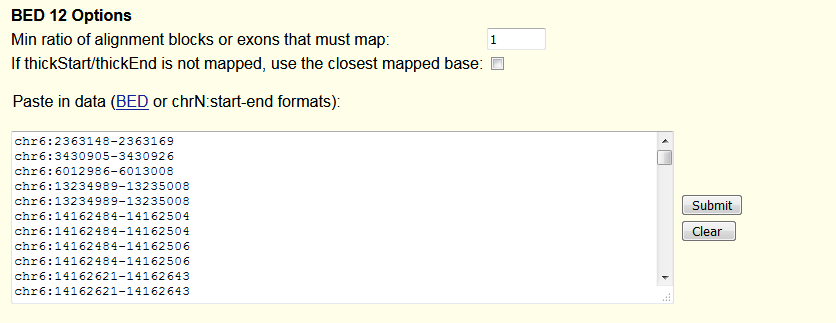 BED 12 Options
Min ratio of alignment blocks or exons that must map: 1
If thickStart/thickEnd is not mapped, use the closest mapped base:
Paste in data (BED or chrN:start-end formats):
chr6:2363148-2363169
chr6:3430905-3430926
chr6:6012986-6013008
chr6:13234989-13235008
chr6:13234989-13235008
chr6:14162484-14162504
chr6:14162484-14162504
chr6:14162484-14162506
chr6:14162484-14162506
chr6:14162621-14162643
chr6:14162621-14162643
Submit
Clear